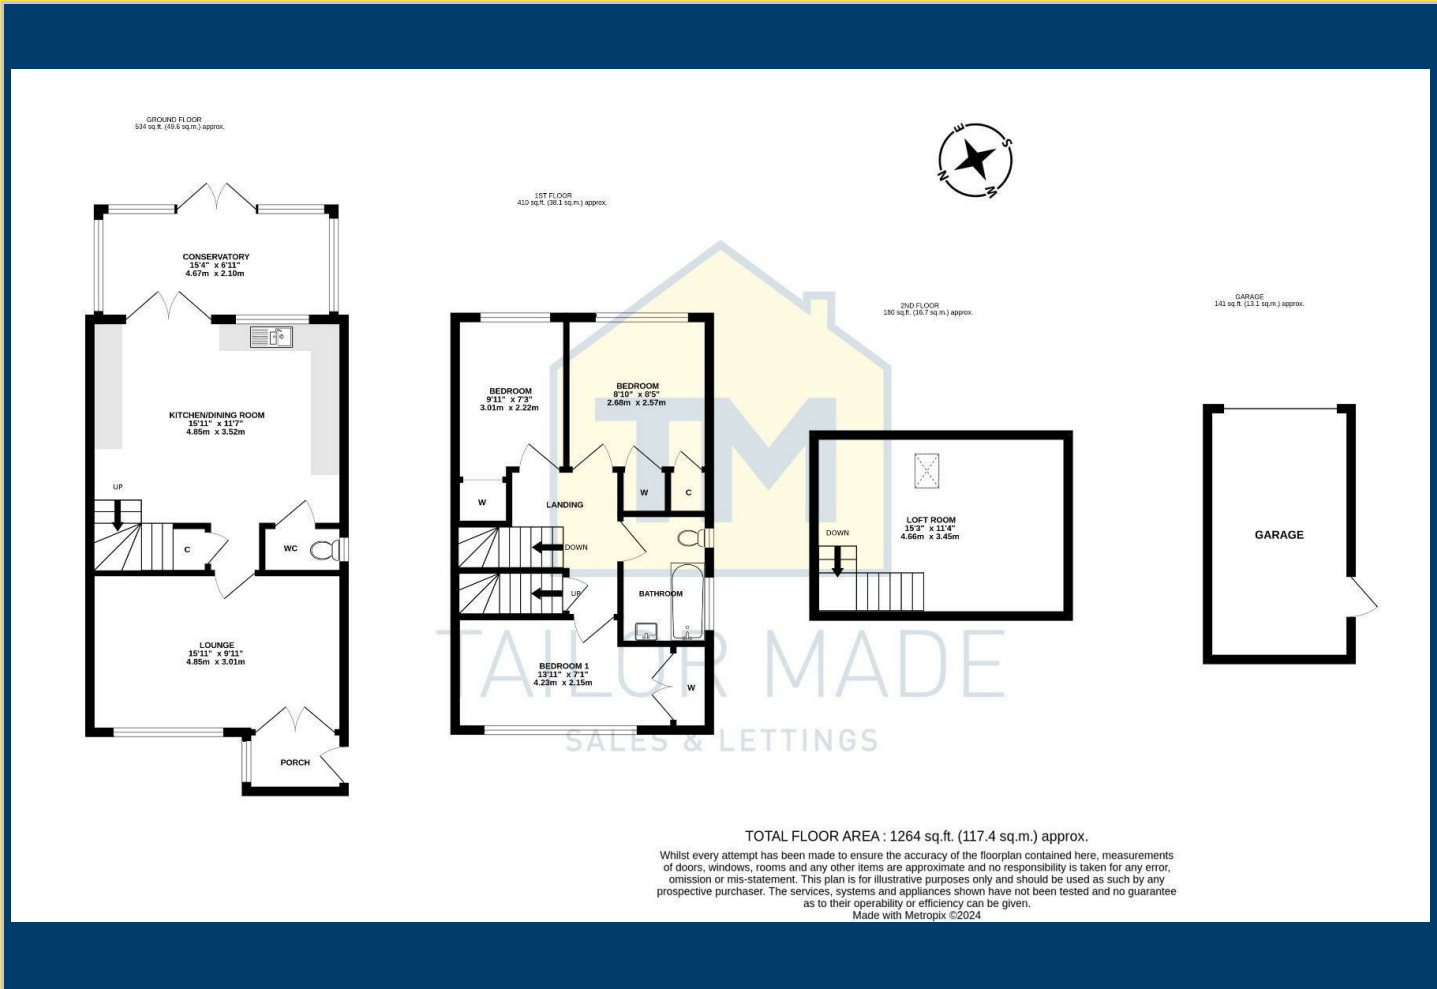 GROUND FLOOR
534 sq.ft. (49.6 sq.m.) approx.
CONSERVATORY
15'4" x 6'11"
4.67m x 2.10m
KITCHEN/DINING ROOM
15'11" x 11'7"
4.85m x 3.52m
UP
C
WC
LOUNGE
15'11" x 9'11"
4.85m x 3.01m
PORCH
1ST FLOOR
410 sq.ft. (38.1 sq.m.) approx.
BEDROOM
9'11" x 7'3"
3.01m x 2.22m
BEDROOM
8'10" x 8'5"
2.68m x 2.57m
W
LANDING
W
C
DOWN
UP
BATHROOM
BEDROOM 1
13'11" x 7'1"
4.23m x 2.15m
W
2ND FLOOR
180 sq.ft. (16.7 sq.m.) approx.
LOFT ROOM
15'3" x 11'4"
4.66m x 3.45m
DOWN
GARAGE
141 sq.ft. (13.1 sq.m.) approx.
GARAGE
E
S
N
W
TM
TAILOR MADE
SALES & LETTINGS
TOTAL FLOOR AREA : 1264 sq.ft. (117.4 sq.m.) approx.
Whilst every attempt has been made to ensure the accuracy of the floorplan contained here, measurements
of doors, windows, rooms and any other items are approximate and no responsibility is taken for any error,
omission or mis-statement. This plan is for illustrative purposes only and should be used as such by any
prospective purchaser. The services, systems and appliances shown have not been tested and no guarantee
as to their operability or efficiency can be given.
Made with Metropix ©2024